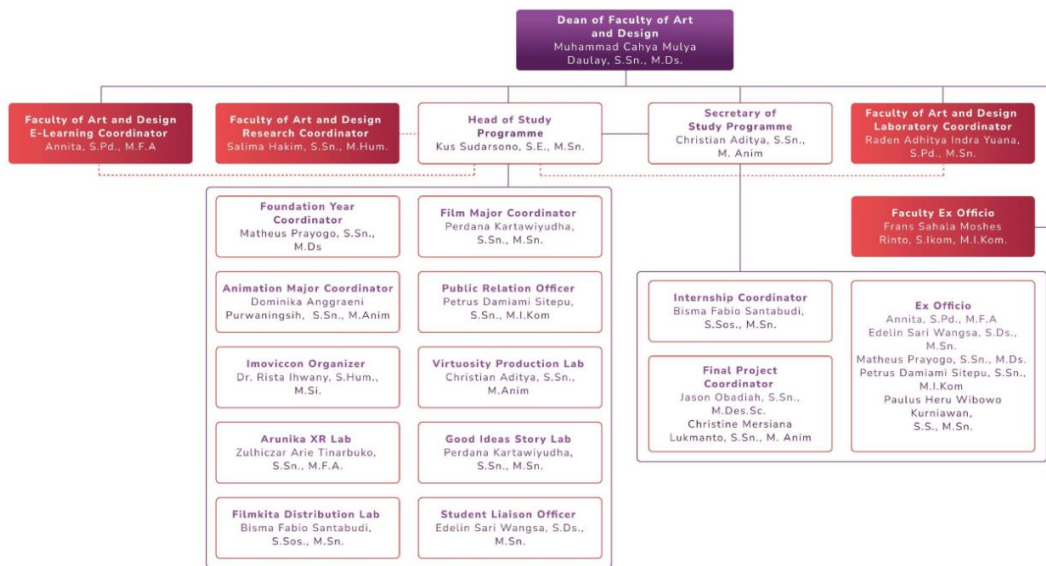 Dean of Faculty of Art
and Design
Muhammad Cahya Mulya
Daulay, S.Sn., M.Ds.
Faculty of Art and Design
E-Learning Coordinator
Annita, S.Pd., M.F.A
Faculty of Art and Design
Research Coordinator
Salima Hakim, S.Sn., M.Hum.
Head of Study
Programme
Kus Sudarsono, S.E., M.Sn.
Secretary of
Study Programme
Christian Aditya, S.Sn.,
M. Anim
Faculty of Art and Design
Laboratory Coordinator
Raden Adhitya Indra Yuana,
S.Pd., M.Sn.
Faculty Ex Officio
Frans Sahala Moshes
Rinto, S.Ikom, M.I.Kom.
Foundation Year
Coordinator
Matheus Prayogo, S.Sn.,
M.Ds
Film Major Coordinator
Perdana Kartawiyudha,
S.Sn., M.Sn.
Animation Major Coordinator
Dominika Anggraeni
Purwaningsih, S.Sn., M.Anim
Public Relation Officer
Petrus Damiami Sitepu,
S.Sn., M.I.Kom
Imoviccon Organizer
Dr. Rista Ihwany, S.Hum.,
M.Si.
Virtuosity Production Lab
Christian Aditya, S.Sn.,
M.Anim
Arunika XR Lab
Zulhiczar Arie Tinarbuko,
S.Sn., M.F.A.
Good Ideas Story Lab
Perdana Kartawiyudha,
S.Sn., M.Sn.
Filmkita Distribution Lab
Bisma Fabio Santabudi,
S.Sos., M.Sn.
Student Liaison Officer
Edelin Sari Wangsa, S.Ds.,
M.Sn.
Internship Coordinator
Bisma Fabio Santabudi,
S.Sos., M.Sn.
Final Project
Coordinator
Jason Obadiah, S.Sn.,
M.Des.Sc.
Christine Mersiana
Lukmanto, S.Sn., M. Anim
Ex Officio
Annita, S.Pd., M.F.A
Edelin Sari Wangsa, S.Ds.,
M.Sn.
Matheus Prayogo, S.Sn., M.Ds.
Petrus Damiami Sitepu, S.Sn.,
M.I.Kom
Paulus Heru Wibowo
Kurniawan,
S.S., M.Sn.